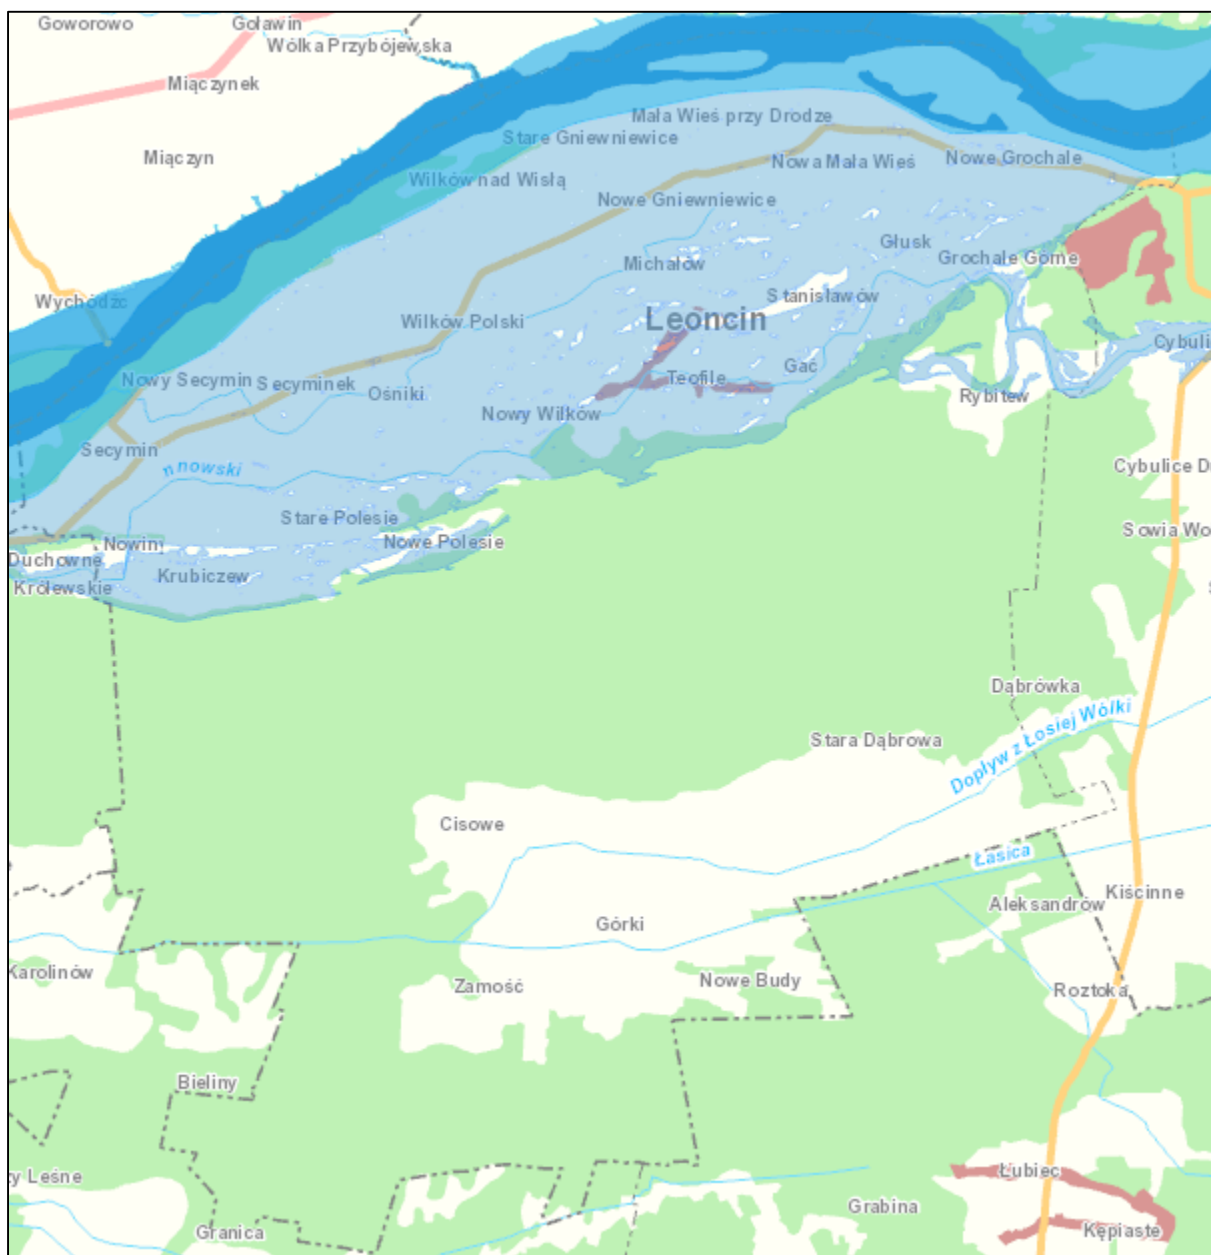 Goworowo
Goławin
Wólka Przybójewska
Miączynek
Mała Wieś przy Drodze
Stare Gniewniewice
Miączyn
Nowa Mała Wieś
Nowe Grochale
Wilków nad Wisłą
Nowe Gniewniewice
Głusk
Grochale Górne
Michałów
Stanisławów
Wychódźc
Leoncin
Wilków Polski
Cybuli
Gać
Teofile
Nowy Secymin
Secyminek
Ośniki
Rybitew
Nowy Wilków
Secymin
nnowski
Cybulice D
Stare Polesie
Sowia Wo
Nowe Polesie
Nowin
Duchowne
Krubiczew
Królewskie
Dąbrówka
Dopływ z Łosiej Wólki
Stara Dąbrowa
Cisowe
Łasica
Kiścinne
Aleksandrów
Górki
Karolinów
Nowe Budy
Zamość
Roztoka
Bieliny
zy Leśne
Łubiec
Grabina
Granica
Kępiaste